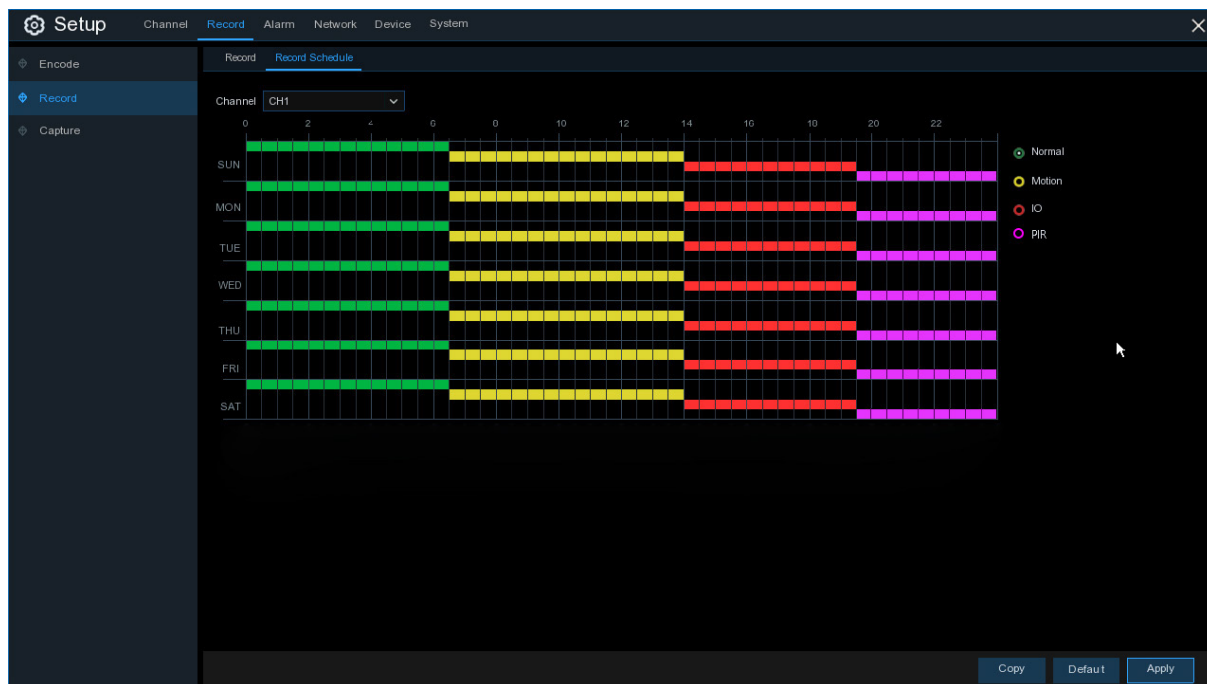 Setup Channel Record Alarm Network Device System
Encode
Record
Capture
Record Record Schedule
Channel CH1
0 2 4 6 8 10 12 14 16 18 20 22
SUN
MON
TUE
WED
THU
FRI
SAT
Normal
Motion
IO
PIR
Copy Defaut Apply